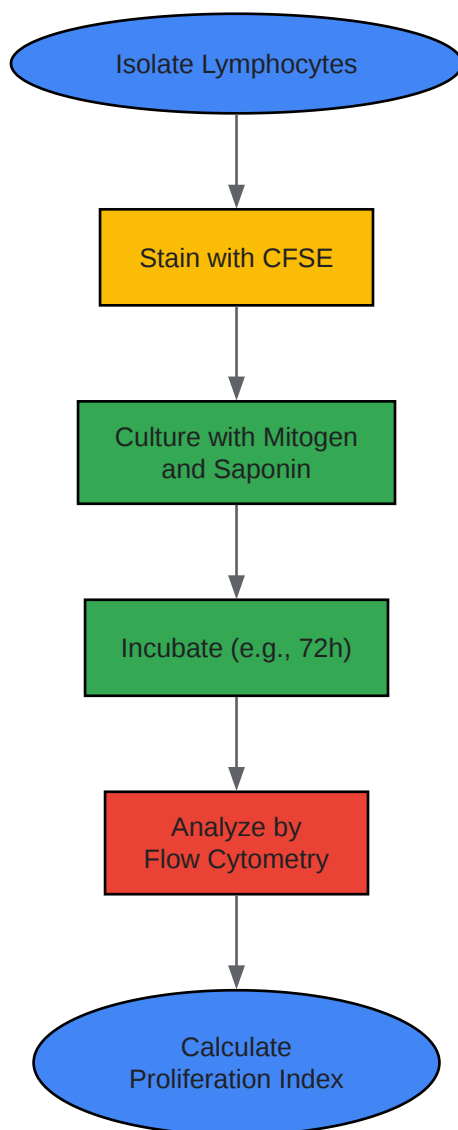 Isolate Lymphocytes
Stain with CFSE
Culture with Mitogen
and Saponin
Incubate (e.g., 72h)
Analyze by
Flow Cytometry
Calculate
Proliferation Index